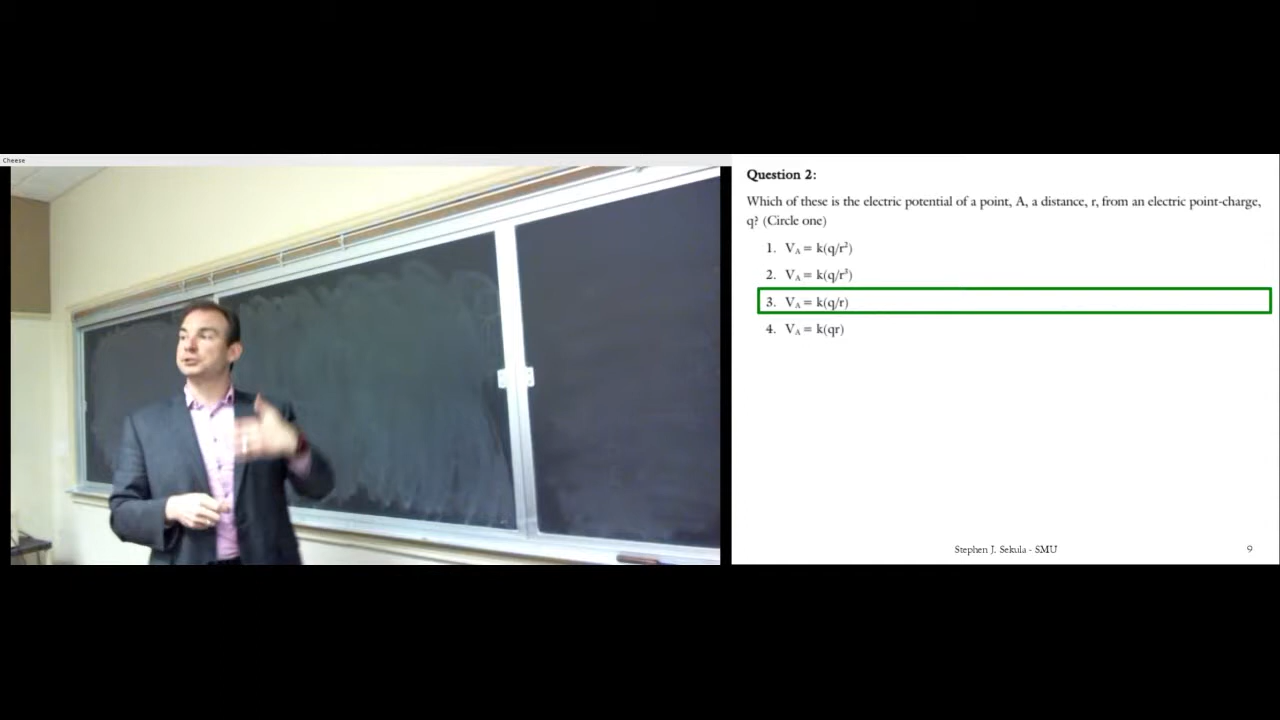 Cheese
Question 2:
Which of these is the electric potential of a point, A, a distance, r, from an electric point-charge,
q? (Circle one)
1. V_A = k(q/r²)
2. V_A = k(q/r³)
3. V_A = k(q/r)
4. V_A = k(qr)
Stephen J. Sekula - SMU
9